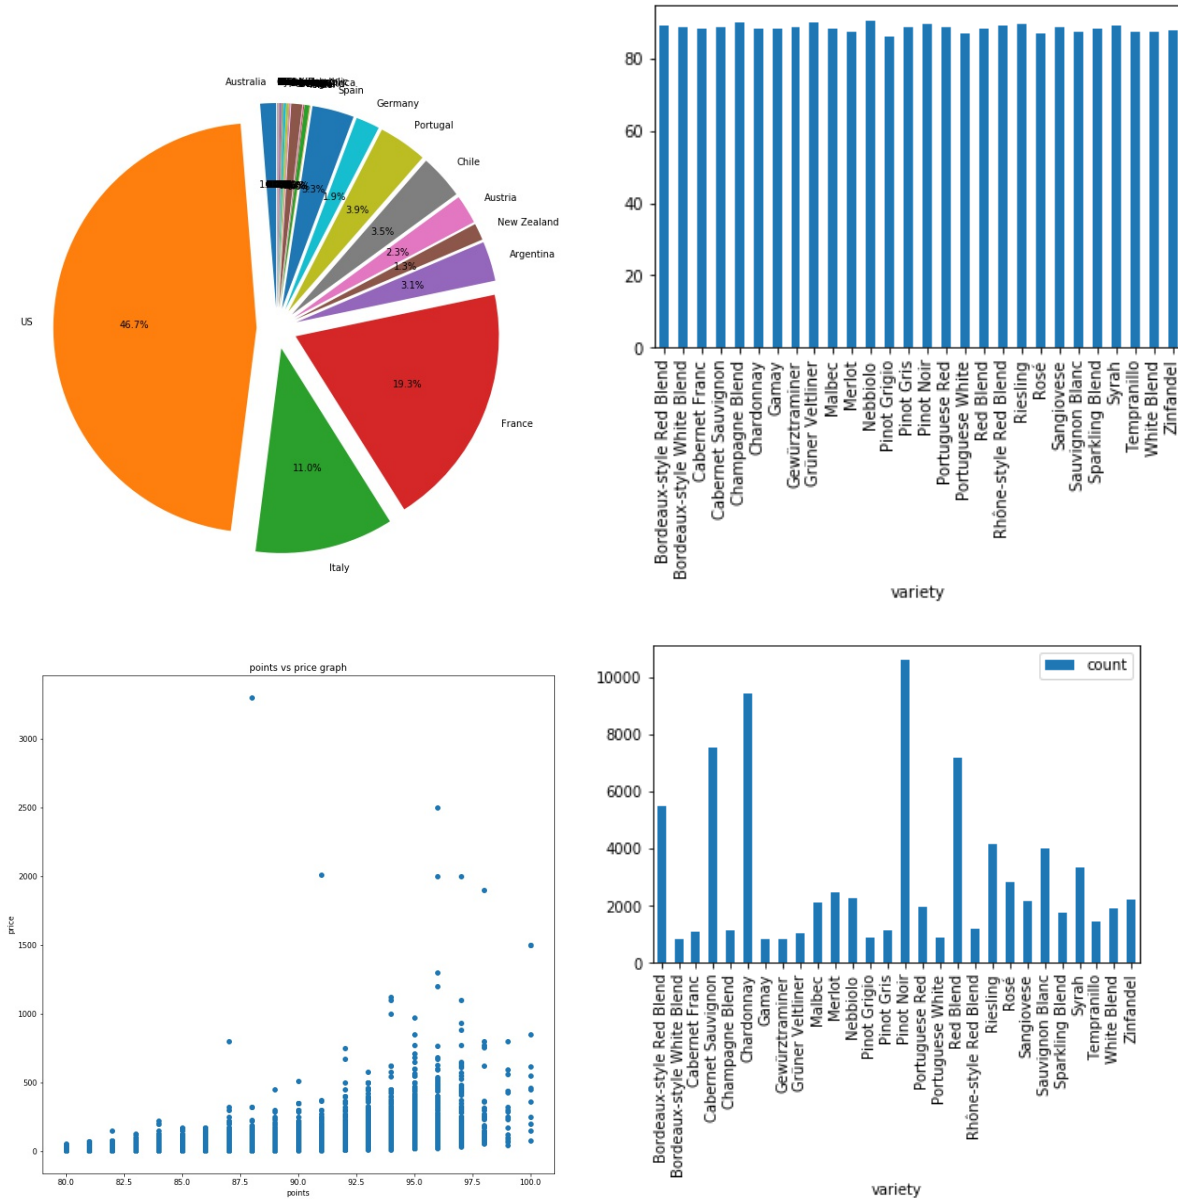 Australia
Spain
Germany
Portugal
Chile
Austria
New Zealand
Argentina
France
Italy
US
3.3%
1.9%
3.9%
3.5%
2.3%
1.3%
3.1%
19.3%
11.0%
46.7%
80
60
40
20
0
Bordeaux-style Red Blend
Bordeaux-style White Blend
Cabernet Franc
Cabernet Sauvignon
Champagne Blend
Chardonnay
Gamay
Gewürztraminer
Grüner Veltliner
Malbec
Merlot
Nebbiolo
Pinot Grigio
Pinot Gris
Pinot Noir
Portuguese Red
Portuguese White
Red Blend
Rhône-style Red Blend
Riesling
Rosé
Sangiovese
Sauvignon Blanc
Sparkling Blend
Syrah
Tempranillo
White Blend
Zinfandel
variety
points vs price graph
price
3000
2500
2000
1500
1000
500
0
80.0 82.5 85.0 87.5 90.0 92.5 95.0 97.5 100.0
points
count
10000
8000
6000
4000
2000
0
Bordeaux-style Red Blend
Bordeaux-style White Blend
Cabernet Franc
Cabernet Sauvignon
Champagne Blend
Chardonnay
Gamay
Gewürztraminer
Grüner Veltliner
Malbec
Merlot
Nebbiolo
Pinot Grigio
Pinot Gris
Pinot Noir
Portuguese Red
Portuguese White
Red Blend
Rhône-style Red Blend
Riesling
Rosé
Sangiovese
Sauvignon Blanc
Sparkling Blend
Syrah
Tempranillo
White Blend
Zinfandel
variety